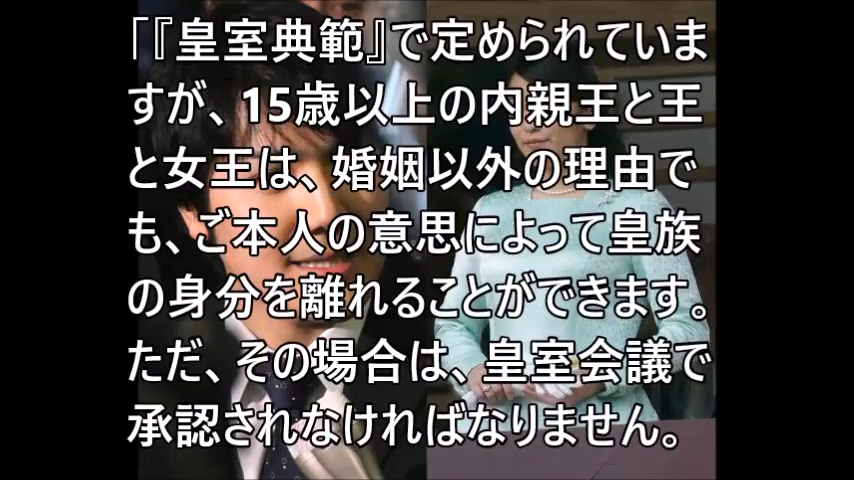 「『皇室典範』で定められていま
すが、15歳以上の内親王と王
と女王は、婚姻以外の理由で
も、ご本人の意思によって皇族
の身分を離れることができます。
ただ、その場合は、皇室会議で
承認されなければなりません。